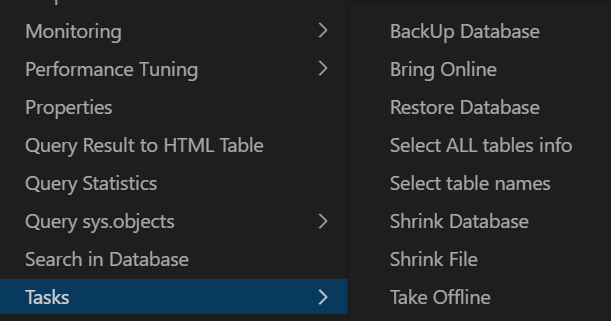 Monitoring
Performance Tuning
Properties
Query Result to HTML Table
Query Statistics
Query sys.objects
Search in Database
Tasks
BackUp Database
Bring Online
Restore Database
Select ALL tables info
Select table names
Shrink Database
Shrink File
Take Offline